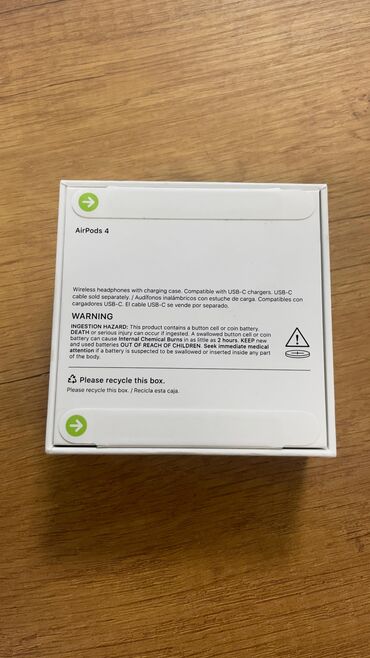 AirPods 4
Wireless headphones with charging case. Compatible with USB-C chargers. USB-C
cable sold separately. / Audífonos inalámbricos con estuche de carga. Compatibles con
cargadores USB-C. El cable USB-C se vende por separado.
WARNING
INGESTION HAZARD: This product contains a button cell or coin battery.
DEATH or serious injury can occur if ingested. A swallowed button cell or coin
battery can cause Internal Chemical Burns in as little as 2 hours. KEEP new
and used batteries OUT OF REACH OF CHILDREN. Seek immediate medical
attention if a battery is suspected to be swallowed or inserted inside any part
of the body.
Please recycle this box.
Please recycle this box. / Recicla esta caja.